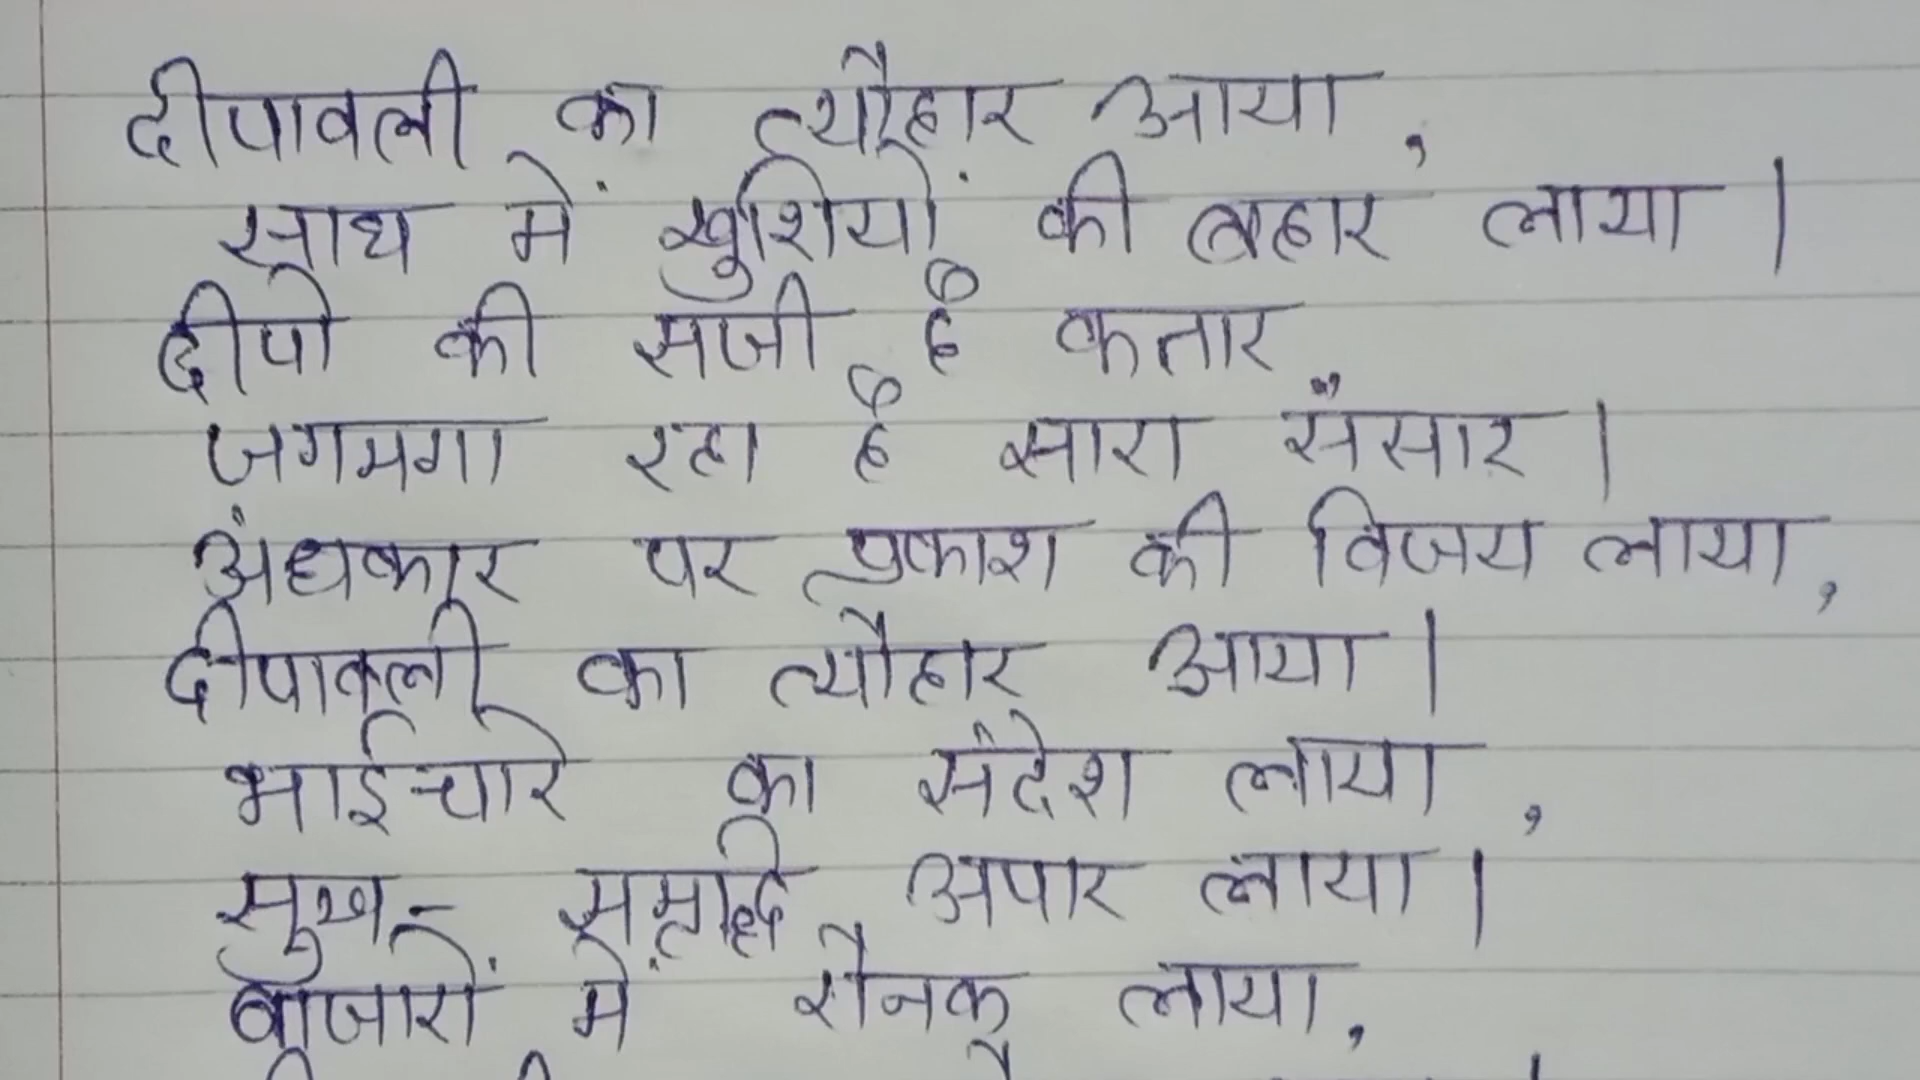 दीपावली का त्यौहार आया,
साथ में खुशियों की बहार लाया।
दीपो की सजी है कतार,
जगमगा रहा है सारा संसार।
अंधकार पर प्रकाश की विजय लाया,
दीपावली का त्यौहार आया।
भाईचारे का संदेश लाया,
सुख- समृद्धि अपार लाया।
बाजारों में रौनक लाया,